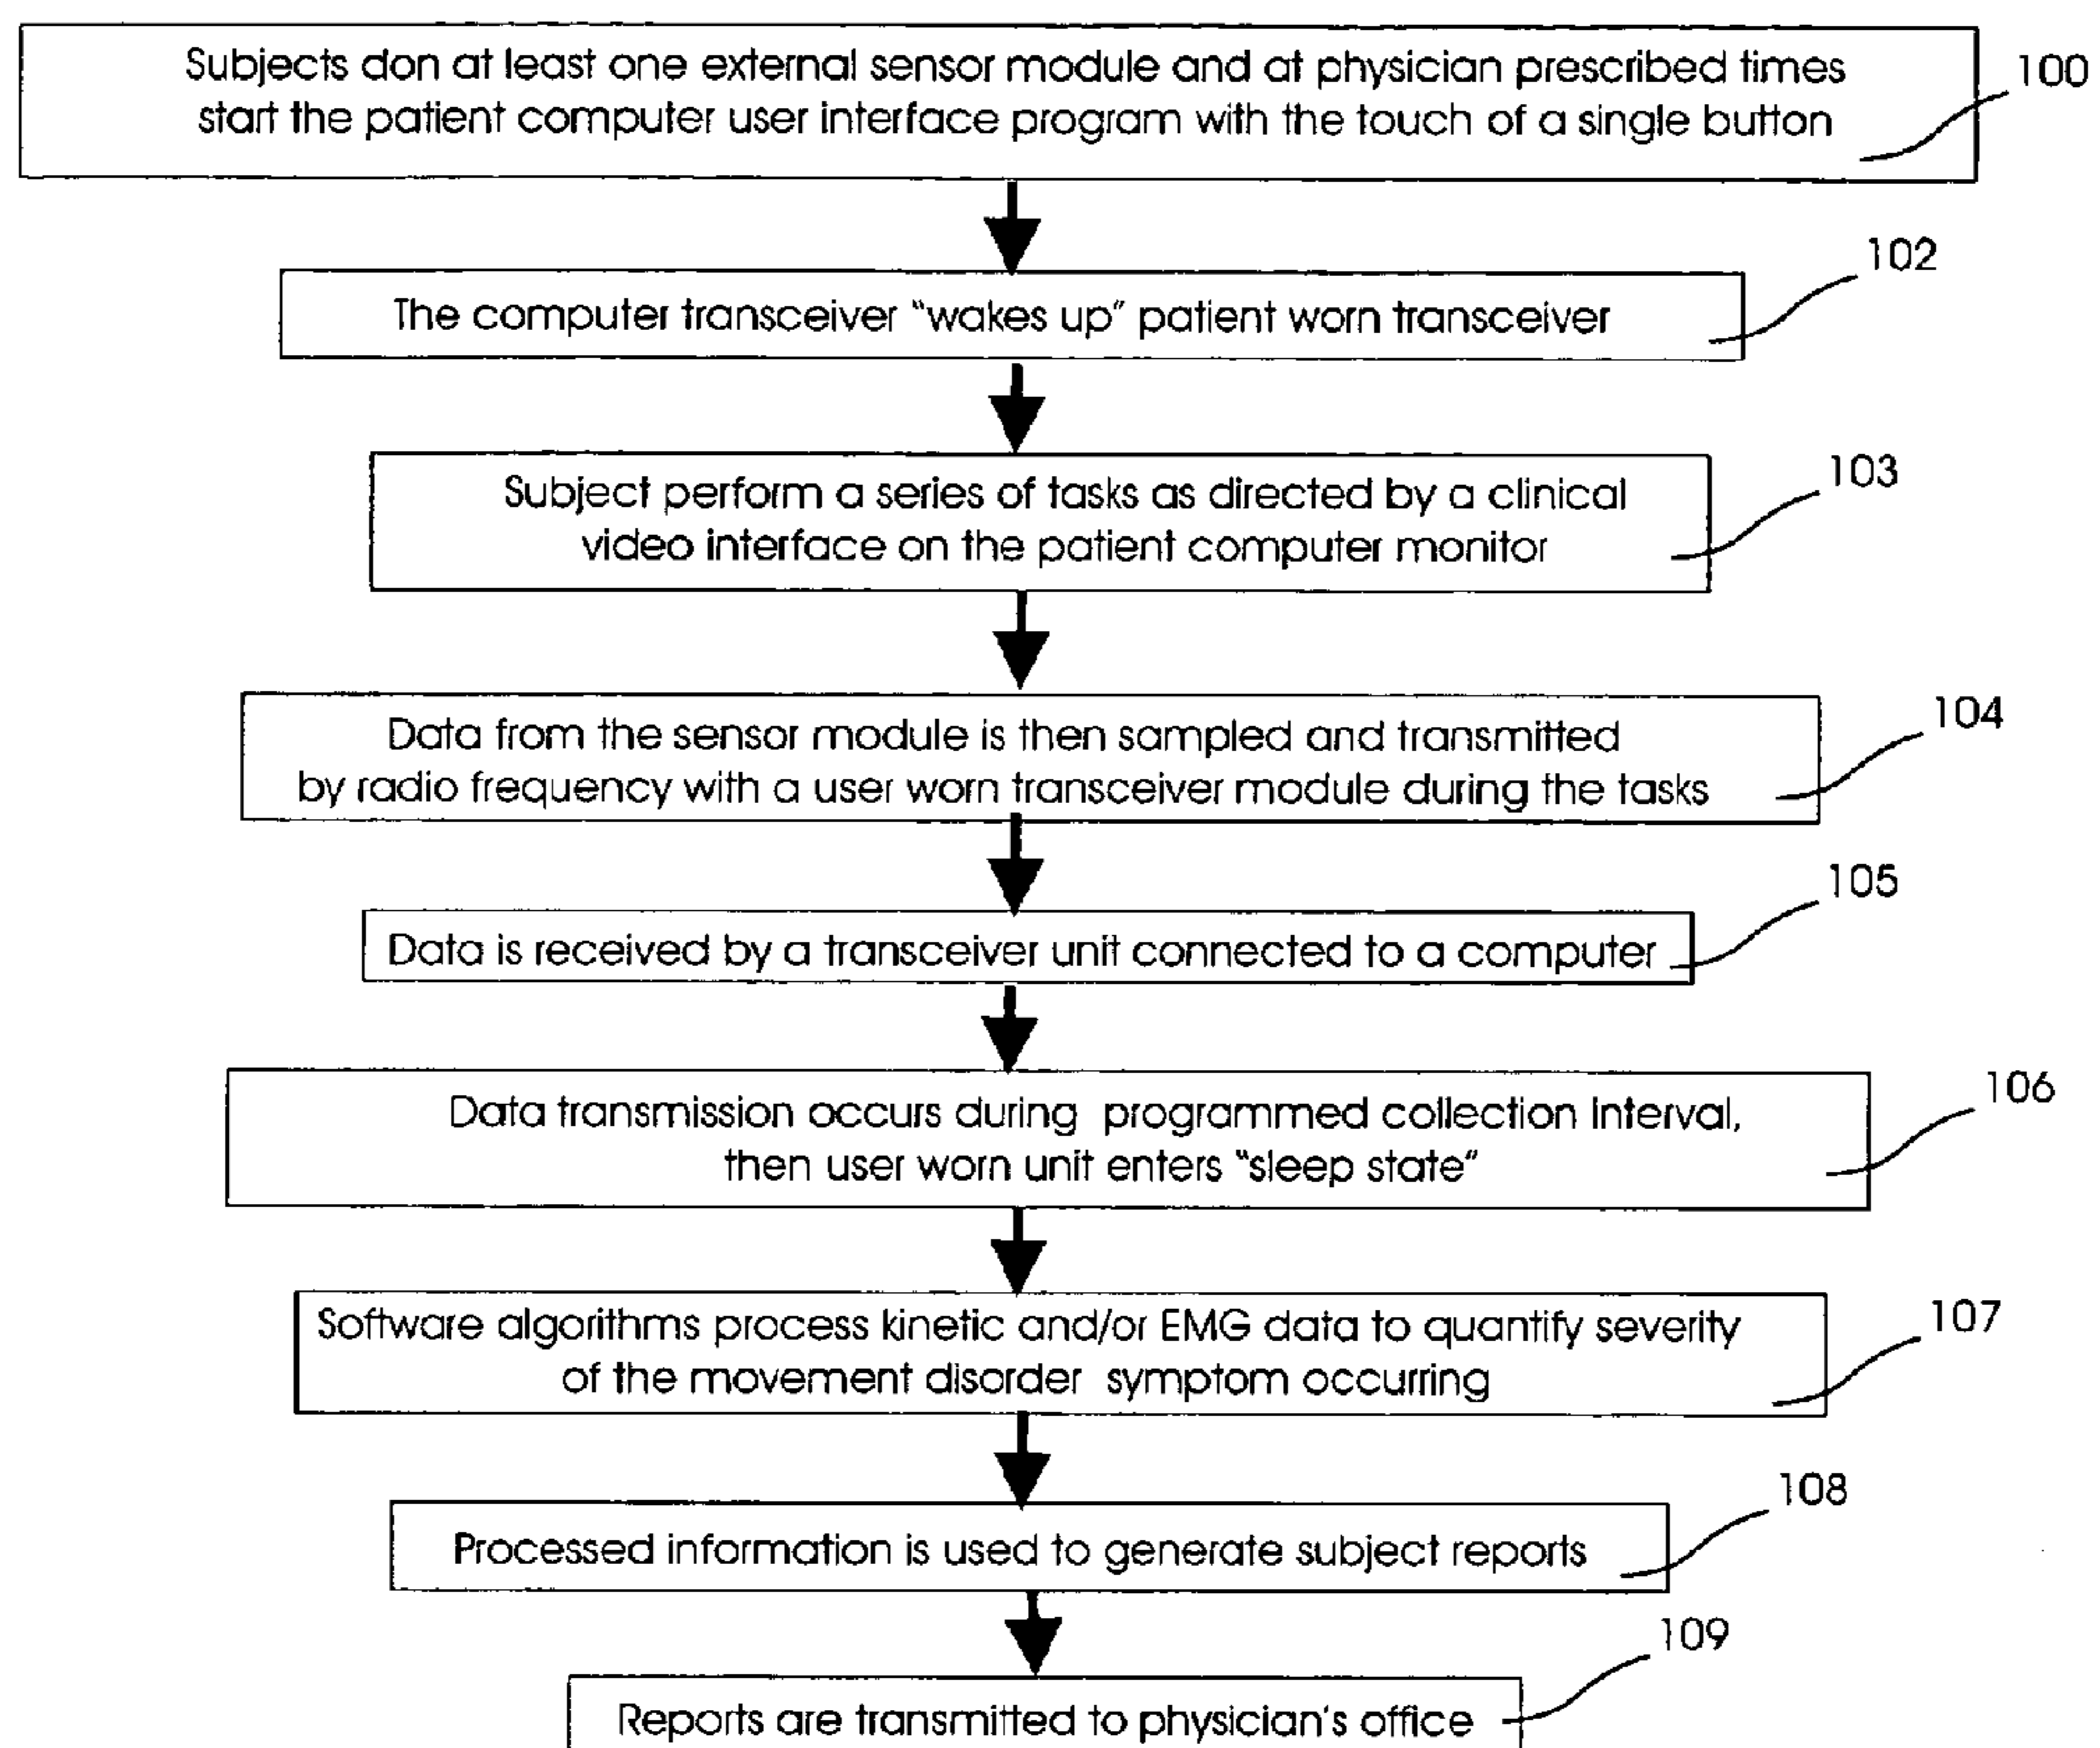 Subjects don at least one external sensor module and at physician prescribed times
start the patient computer user interface program with the touch of a single button
100
The computer transceiver "wakes up" patient worn transceiver
102
Subject perform a series of tasks as directed by a clinical
video interface on the patient computer monitor
103
Data from the sensor module is then sampled and transmitted
by radio frequency with a user worn transceiver module during the tasks
104
Data is received by a transceiver unit connected to a computer
105
Data transmission occurs during programmed collection interval,
then user worn unit enters "sleep state"
106
Software algorithms process kinetic and/or EMG data to quantify severity
of the movement disorder symptom occurring
107
Processed information is used to generate subject reports
108
Reports are transmitted to physician's office
109